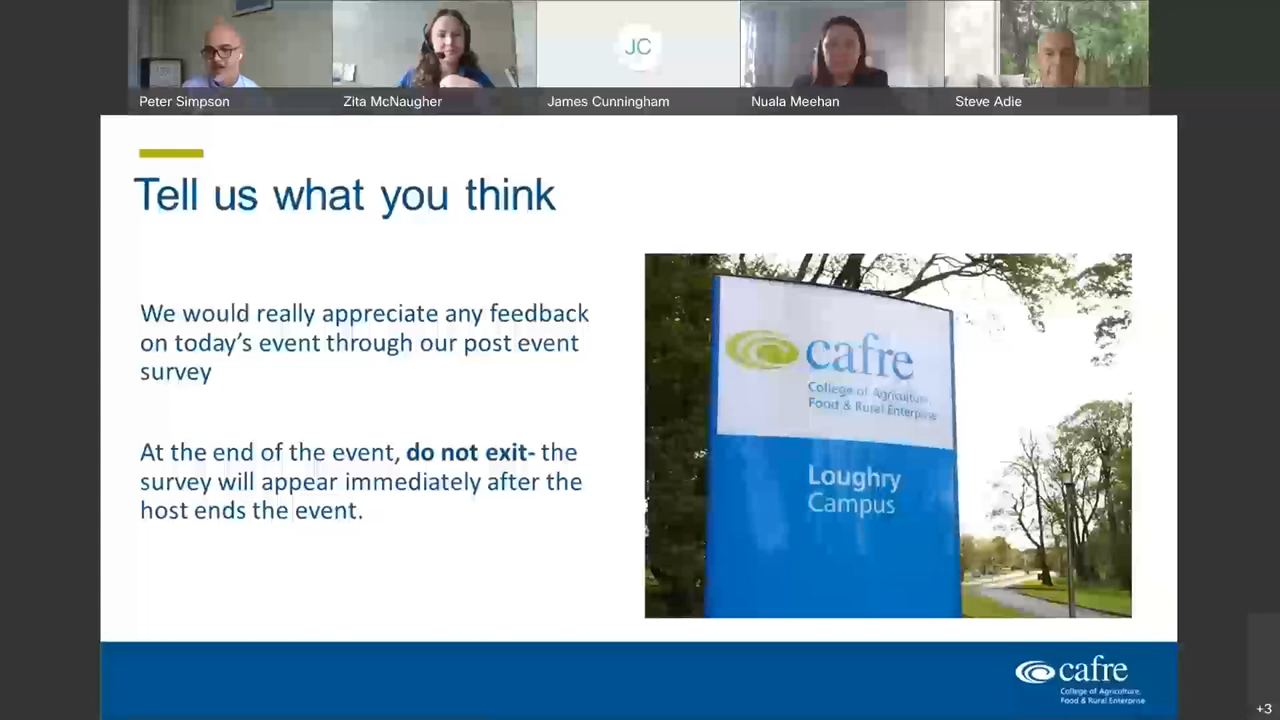 JC
Peter Simpson
Zita McNaugher
James Cunningham
Nuala Meehan
Steve Adie
Tell us what you think
We would really appreciate any feedback
on today's event through our post event
survey
At the end of the event, do not exit- the
survey will appear immediately after the
host ends the event.
cafre
College of Agriculture,
Food & Rural Enterprise
Loughry
Campus
cafre
College of Agriculture,
Food & Rural Enterprise
+3